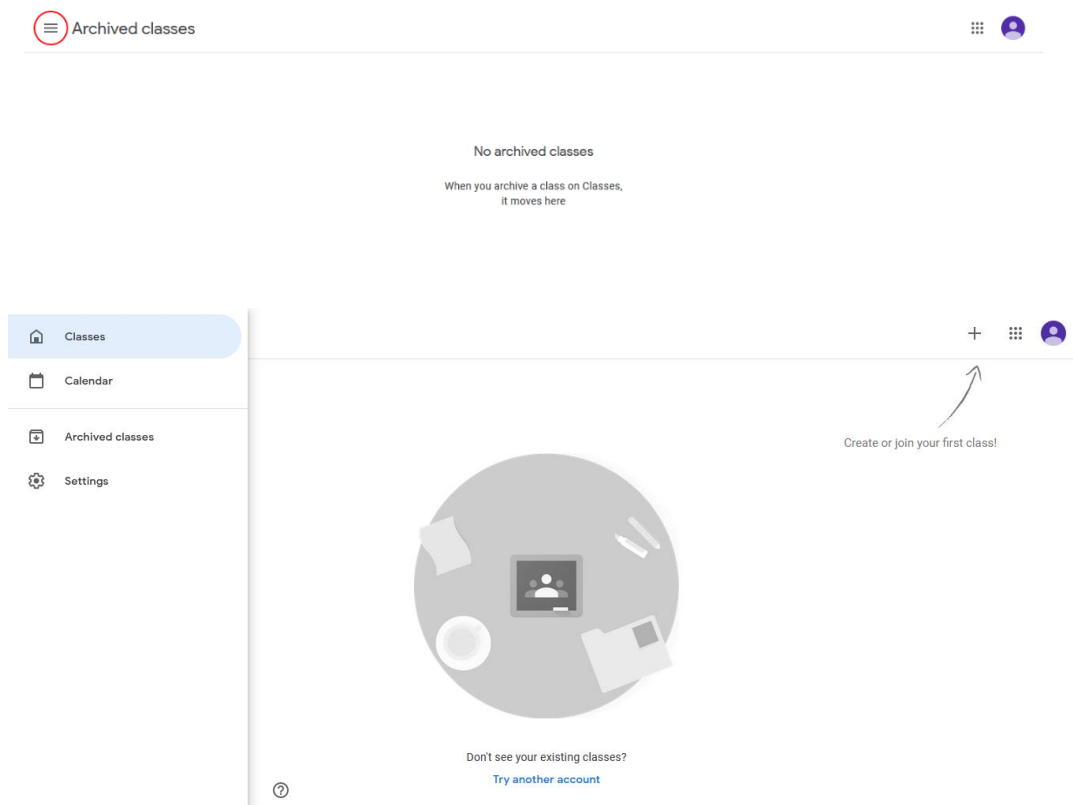 Archived classes
No archived classes
When you archive a class on Classes,
it moves here
Classes
Calendar
Archived classes
Settings
Create or join your first class!
Don't see your existing classes?
Try another account